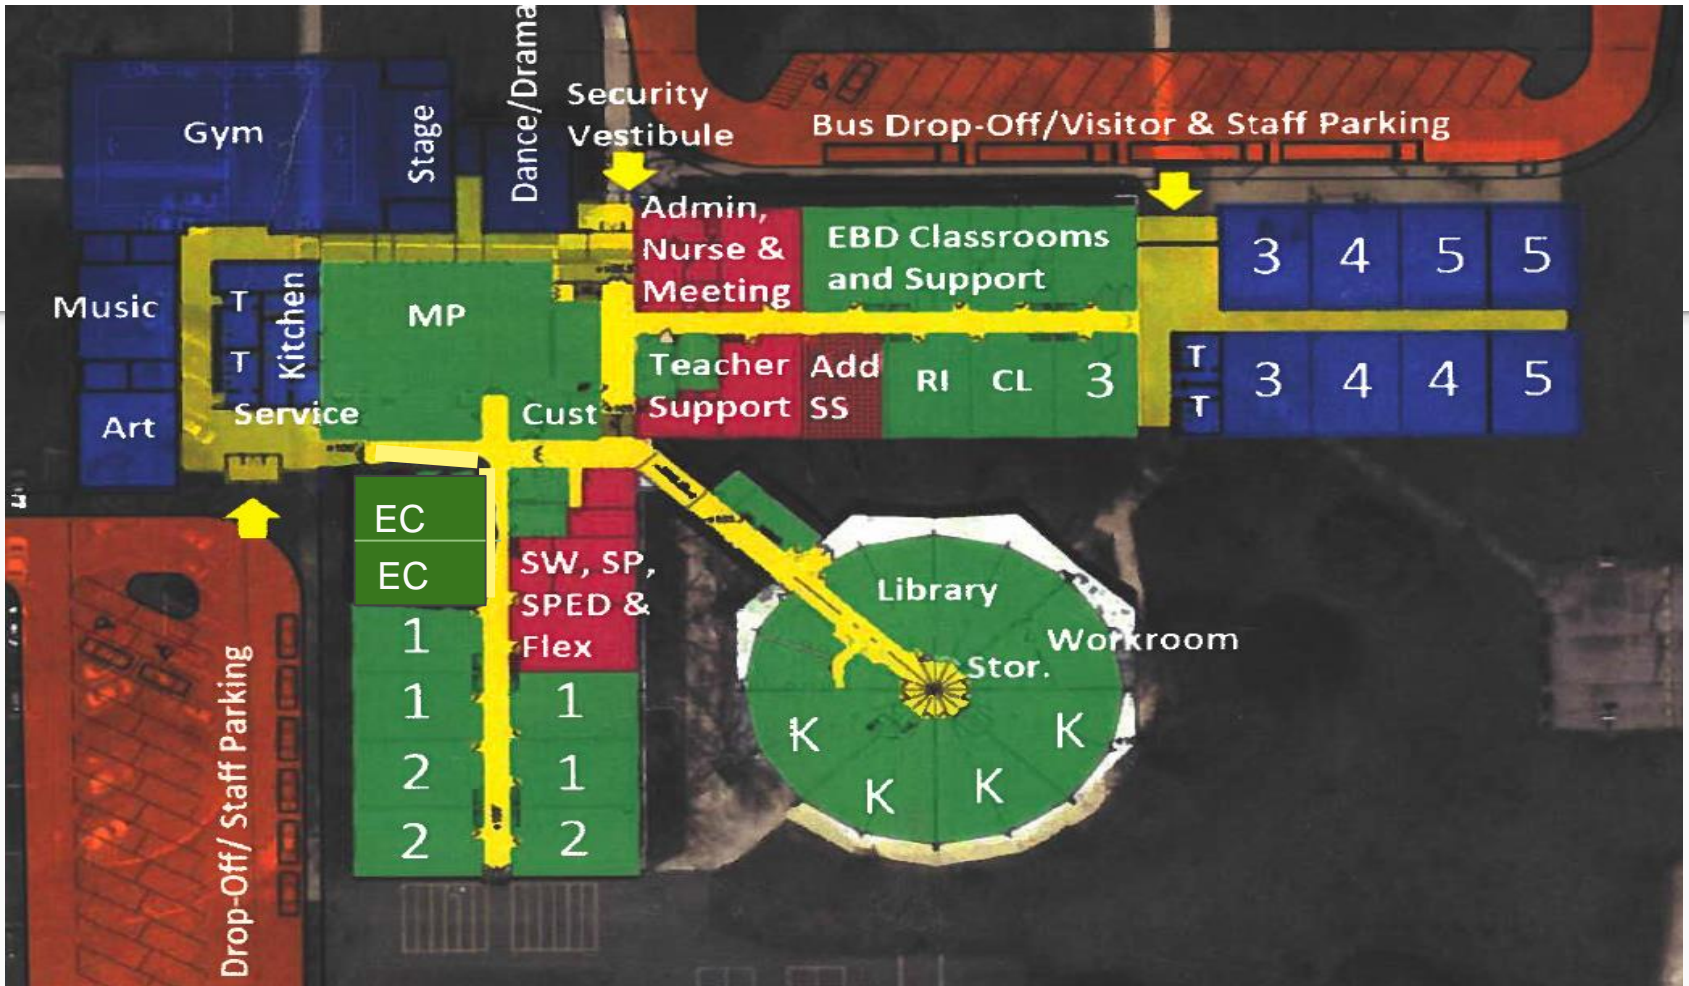 Gym
Stage
Dance/Drama
Security
Vestibule
Bus Drop-Off/Visitor & Staff Parking
Admin,
Nurse &
Meeting
EBD Classrooms
and Support
3 4 5 5
Music
T
T
Kitchen
MP
Teacher
Support
Add
SS
RI CL 3
T
T
3 4 4 5
Art
Service
Cust
EC
EC
SW, SP,
SPED &
Flex
Library
Workroom
Stor.
1
1 1
2 1
2 2
K K
K K
Drop-Off/ Staff Parking